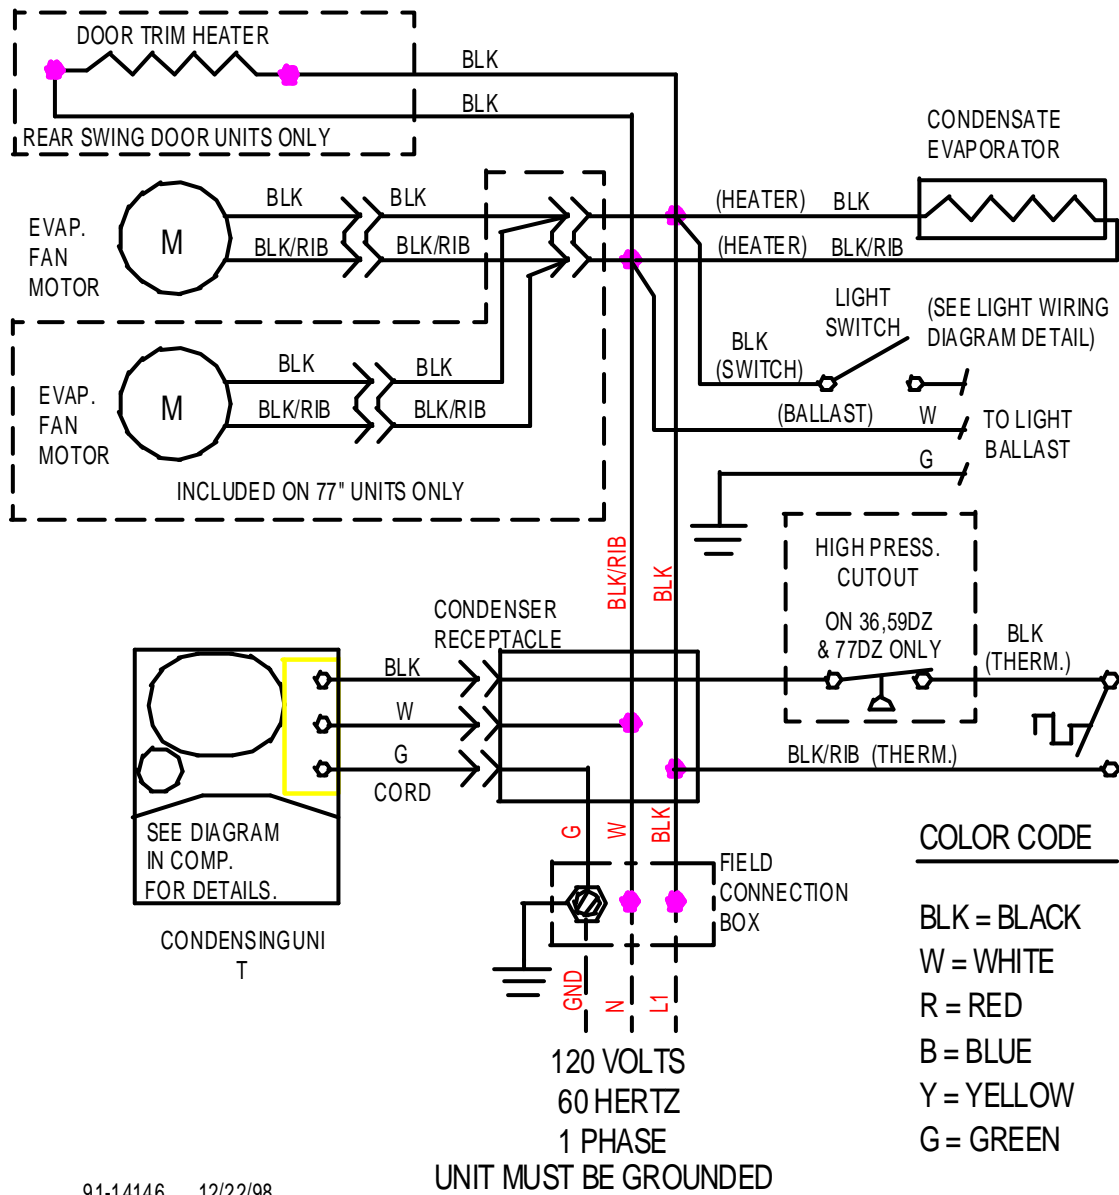 DOOR TRIM HEATER
BLK
BLK
REAR SWING DOOR UNITS ONLY
CONDENSATE
EVAPORATOR
EVAP.
FAN
MOTOR
M
BLK
BLK
BLK/RIB
BLK/RIB
(HEATER)
BLK
(HEATER)
BLK/RIB
LIGHT
SWITCH
(SEE LIGHT WIRING
DIAGRAM DETAIL)
BLK
(SWITCH)
(BALLAST)
W
G
TO LIGHT
BALLAST
EVAP.
FAN
MOTOR
M
BLK
BLK
BLK/RIB
BLK/RIB
INCLUDED ON 77" UNITS ONLY
BLK/RIB
BLK
HIGH PRESS.
CUTOUT
ON 36,59DZ
& 77DZ ONLY
BLK
(THERM.)
CONDENSER
RECEPTACLE
BLK
W
G
CORD
BLK/RIB (THERM.)
SEE DIAGRAM
IN COMP.
FOR DETAILS.
CONDENSINGUNI
T
G
W
BLK
FIELD
CONNECTION
BOX
GND
N
L1
120 VOLTS
60 HERTZ
1 PHASE
UNIT MUST BE GROUNDED
COLOR CODE
BLK = BLACK
W = WHITE
R = RED
B = BLUE
Y = YELLOW
G = GREEN
91-14146 12/22/98